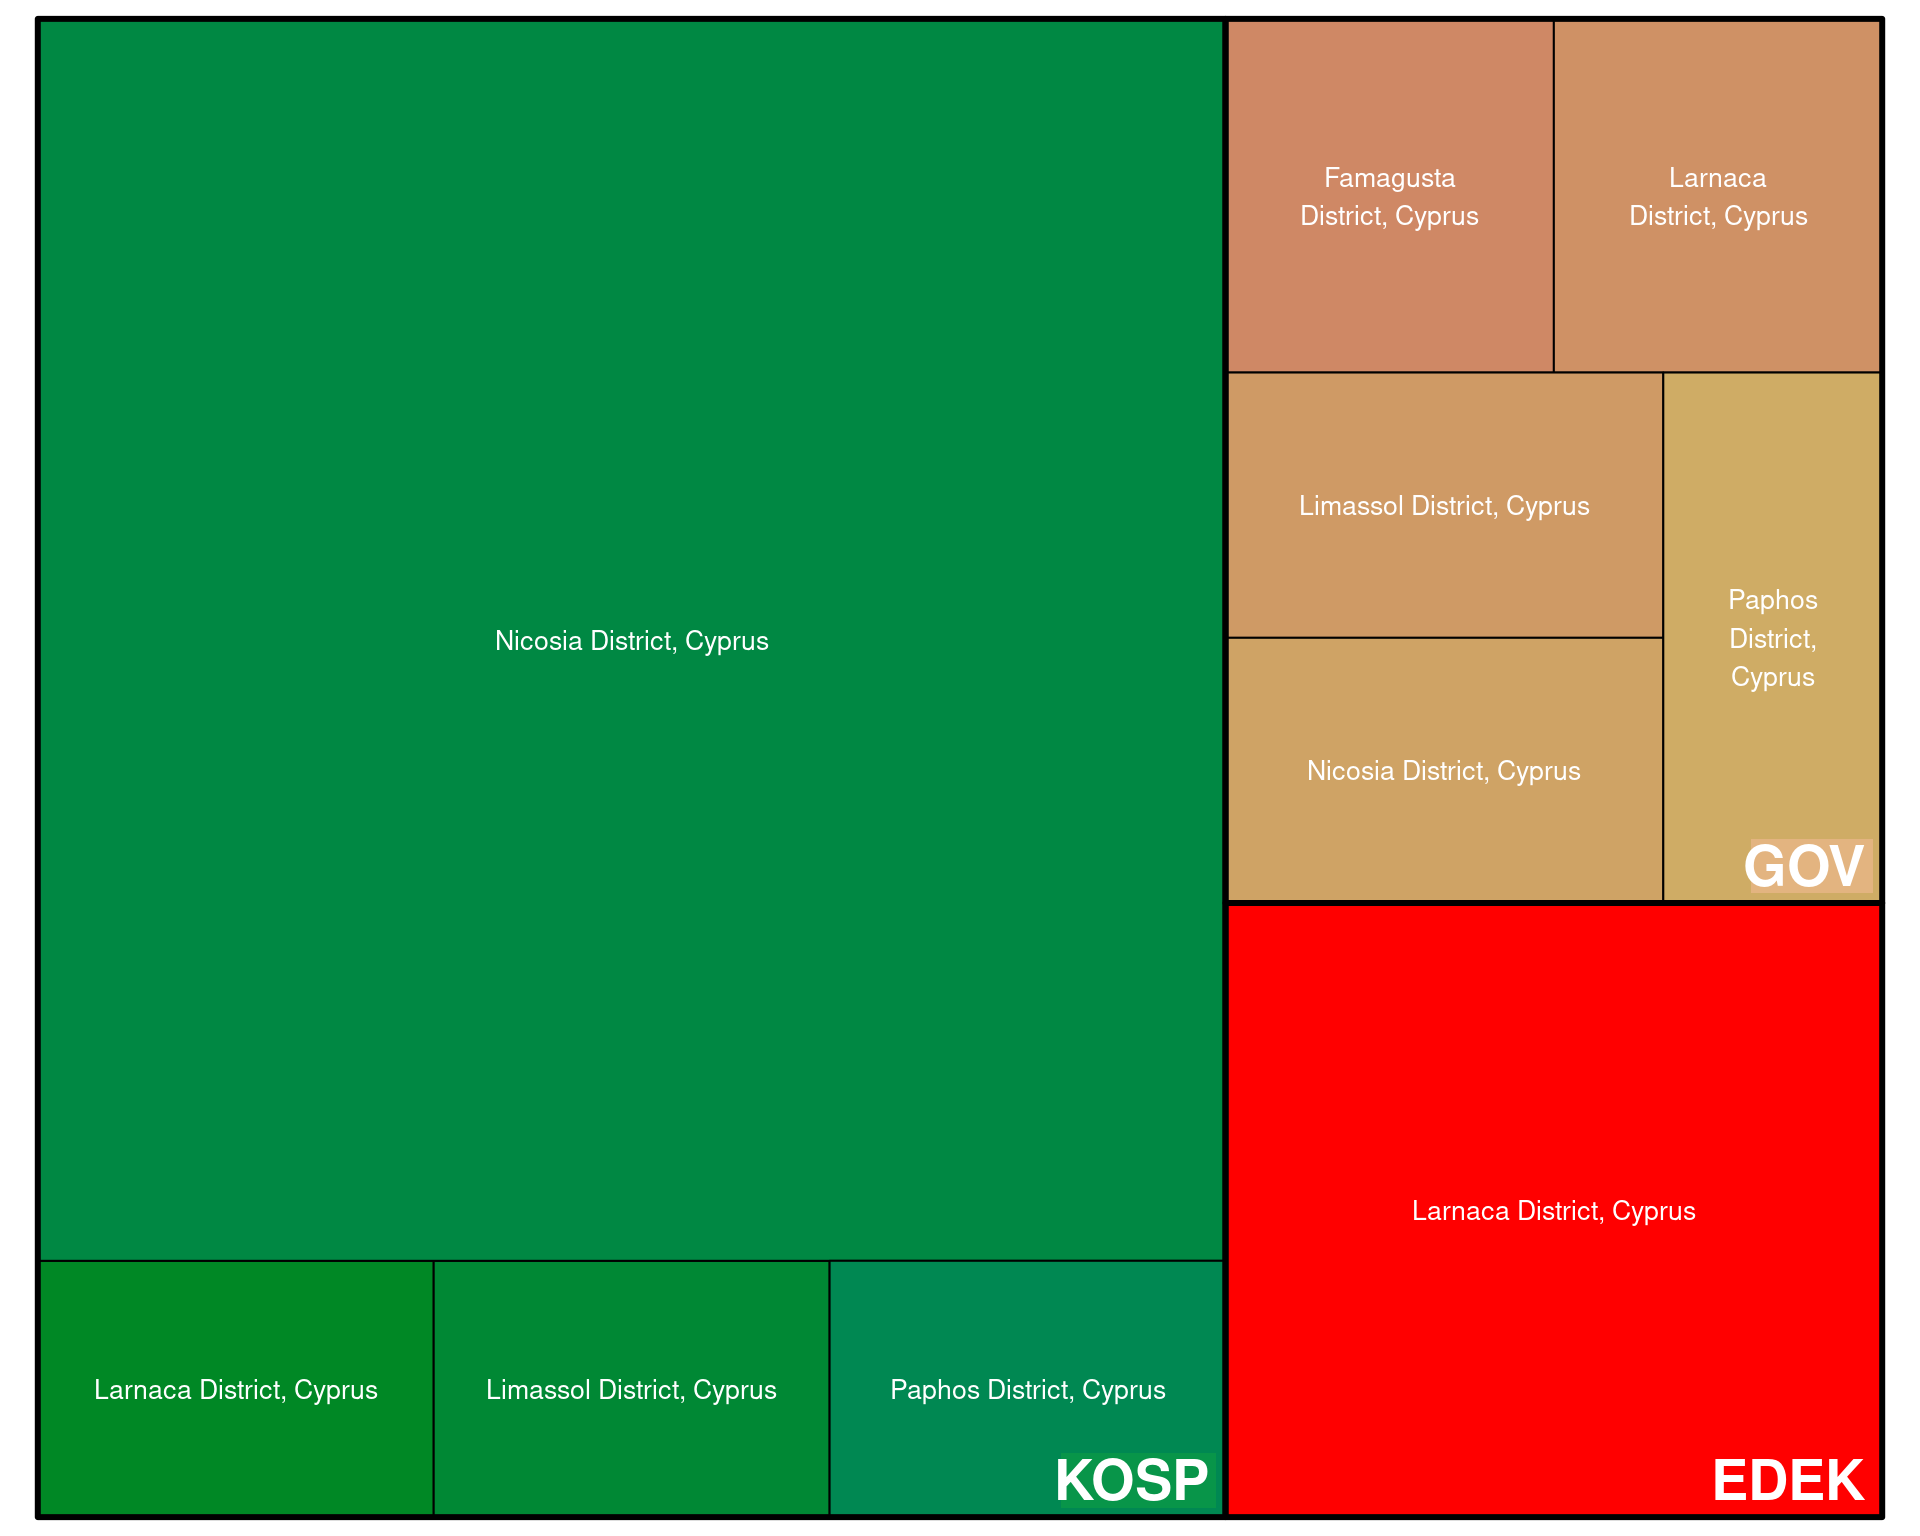 Nicosia District, Cyprus
Larnaca District, Cyprus
Limassol District, Cyprus
Paphos District, Cyprus
KOSP
Famagusta
District, Cyprus
Larnaca
District, Cyprus
Limassol District, Cyprus
Nicosia District, Cyprus
Paphos
District,
Cyprus
GOV
Larnaca District, Cyprus
EDEK